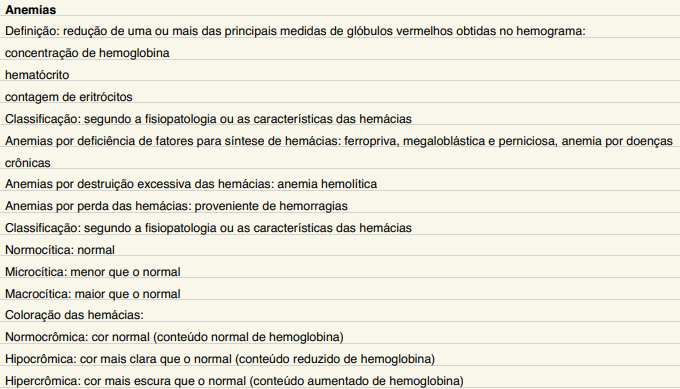 Anemias
Definição: redução de uma ou mais das principais medidas de glóbulos vermelhos obtidas no hemograma:
concentração de hemoglobina
hematócrito
contagem de eritrócitos
Classificação: segundo a fisiopatologia ou as características das hemácias
Anemias por deficiência de fatores para síntese de hemácias: ferropriva, megaloblástica e perniciosa, anemia por doenças
crônicas
Anemias por destruição excessiva das hemácias: anemia hemolítica
Anemias por perda das hemácias: proveniente de hemorragias
Classificação: segundo a fisiopatologia ou as características das hemácias
Normocítica: normal
Microcítica: menor que o normal
Macrocítica: maior que o normal
Coloração das hemácias:
Normocrômica: cor normal (conteúdo normal de hemoglobina)
Hipocrômica: cor mais clara que o normal (conteúdo reduzido de hemoglobina)
Hipercrômica: cor mais escura que o normal (conteúdo aumentado de hemoglobina)